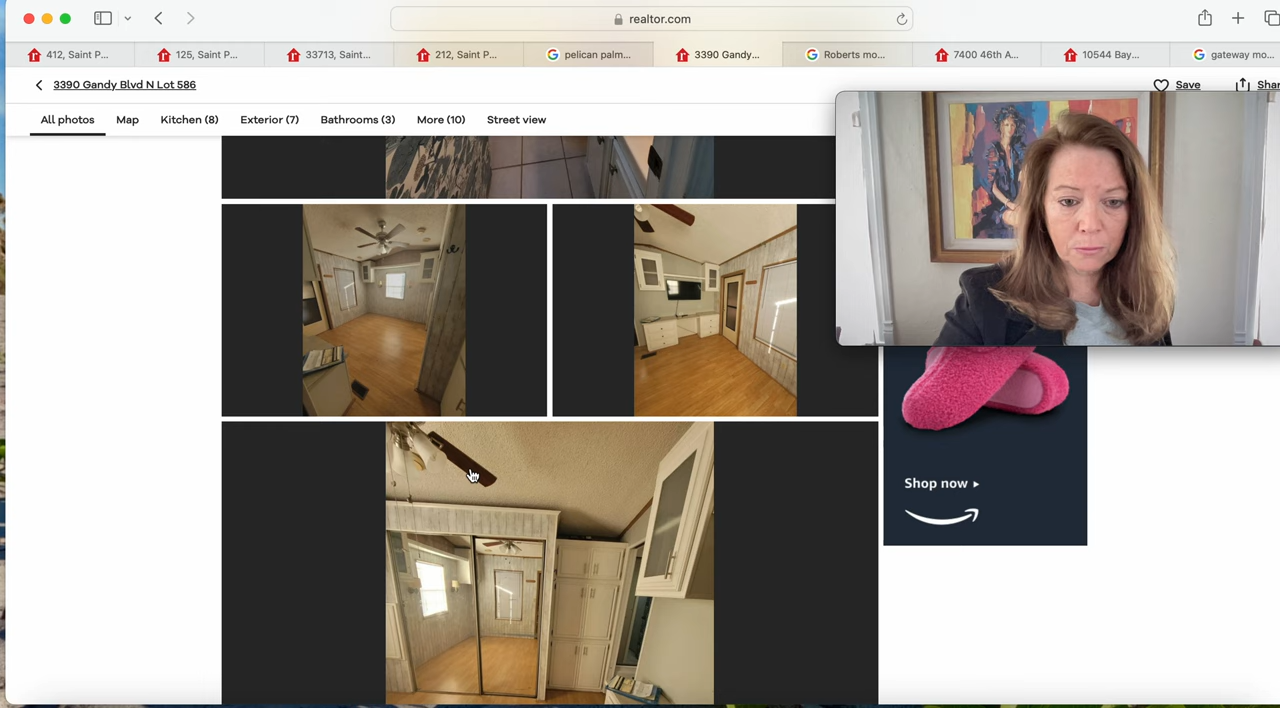 realtor.com
412, Saint P...
125, Saint P...
33713, Saint...
212, Saint P...
pelican palm...
3390 Gandy...
Roberts mo...
7400 46th A...
10544 Bay...
gateway mo...
3390 Gandy Blvd N Lot 586
Save
Shar
All photos
Map
Kitchen (8)
Exterior (7)
Bathrooms (3)
More (10)
Street view
Shop now